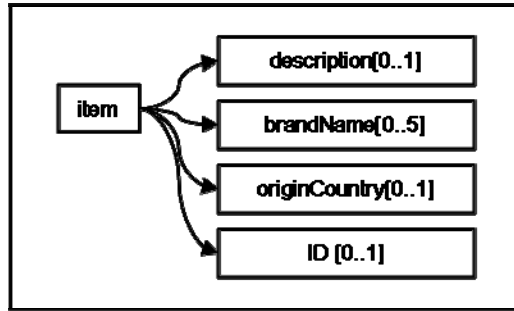 description[0..1]
item
brandName[0..5]
originCountry[0..1]
ID [0..1]